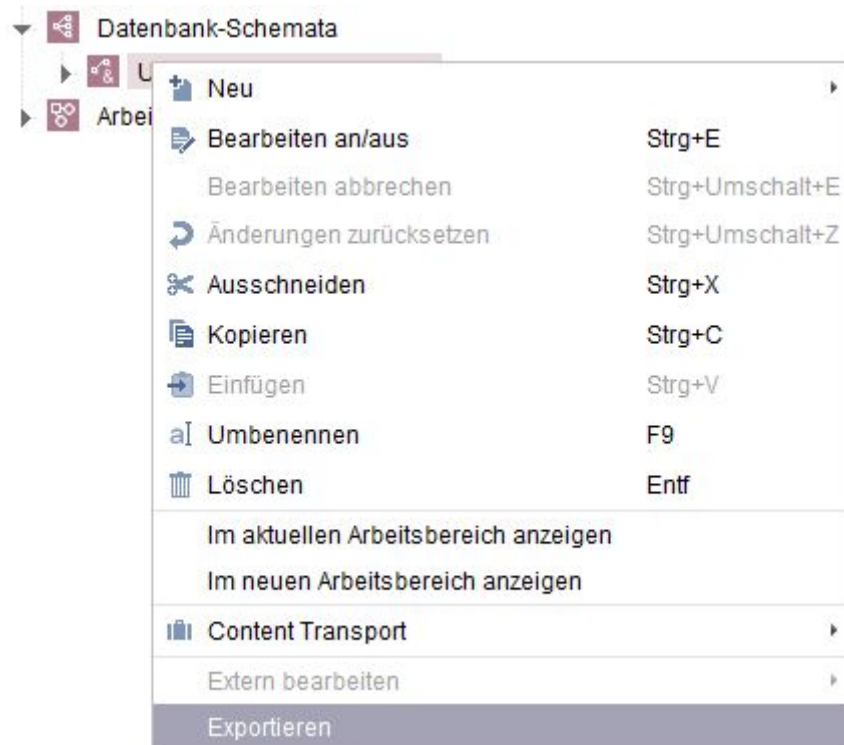 Datenbank-Schemata
U
Arbei
Neu
Bearbeiten an/aus Strg+E
Bearbeiten abbrechen Strg+Umschalt+E
Änderungen zurücksetzen Strg+Umschalt+Z
Ausschneiden Strg+X
Kopieren Strg+C
Einfügen Strg+V
Umbenennen F9
Löschen Entf
Im aktuellen Arbeitsbereich anzeigen
Im neuen Arbeitsbereich anzeigen
Content Transport
Extern bearbeiten
Exportieren